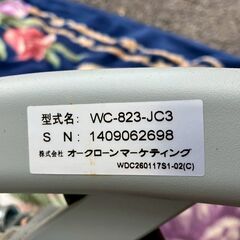 型式名: WC-823-JC3
S N: 1409062698
株式会社 オークローンマーケティング
WDC260117S1-02(C)